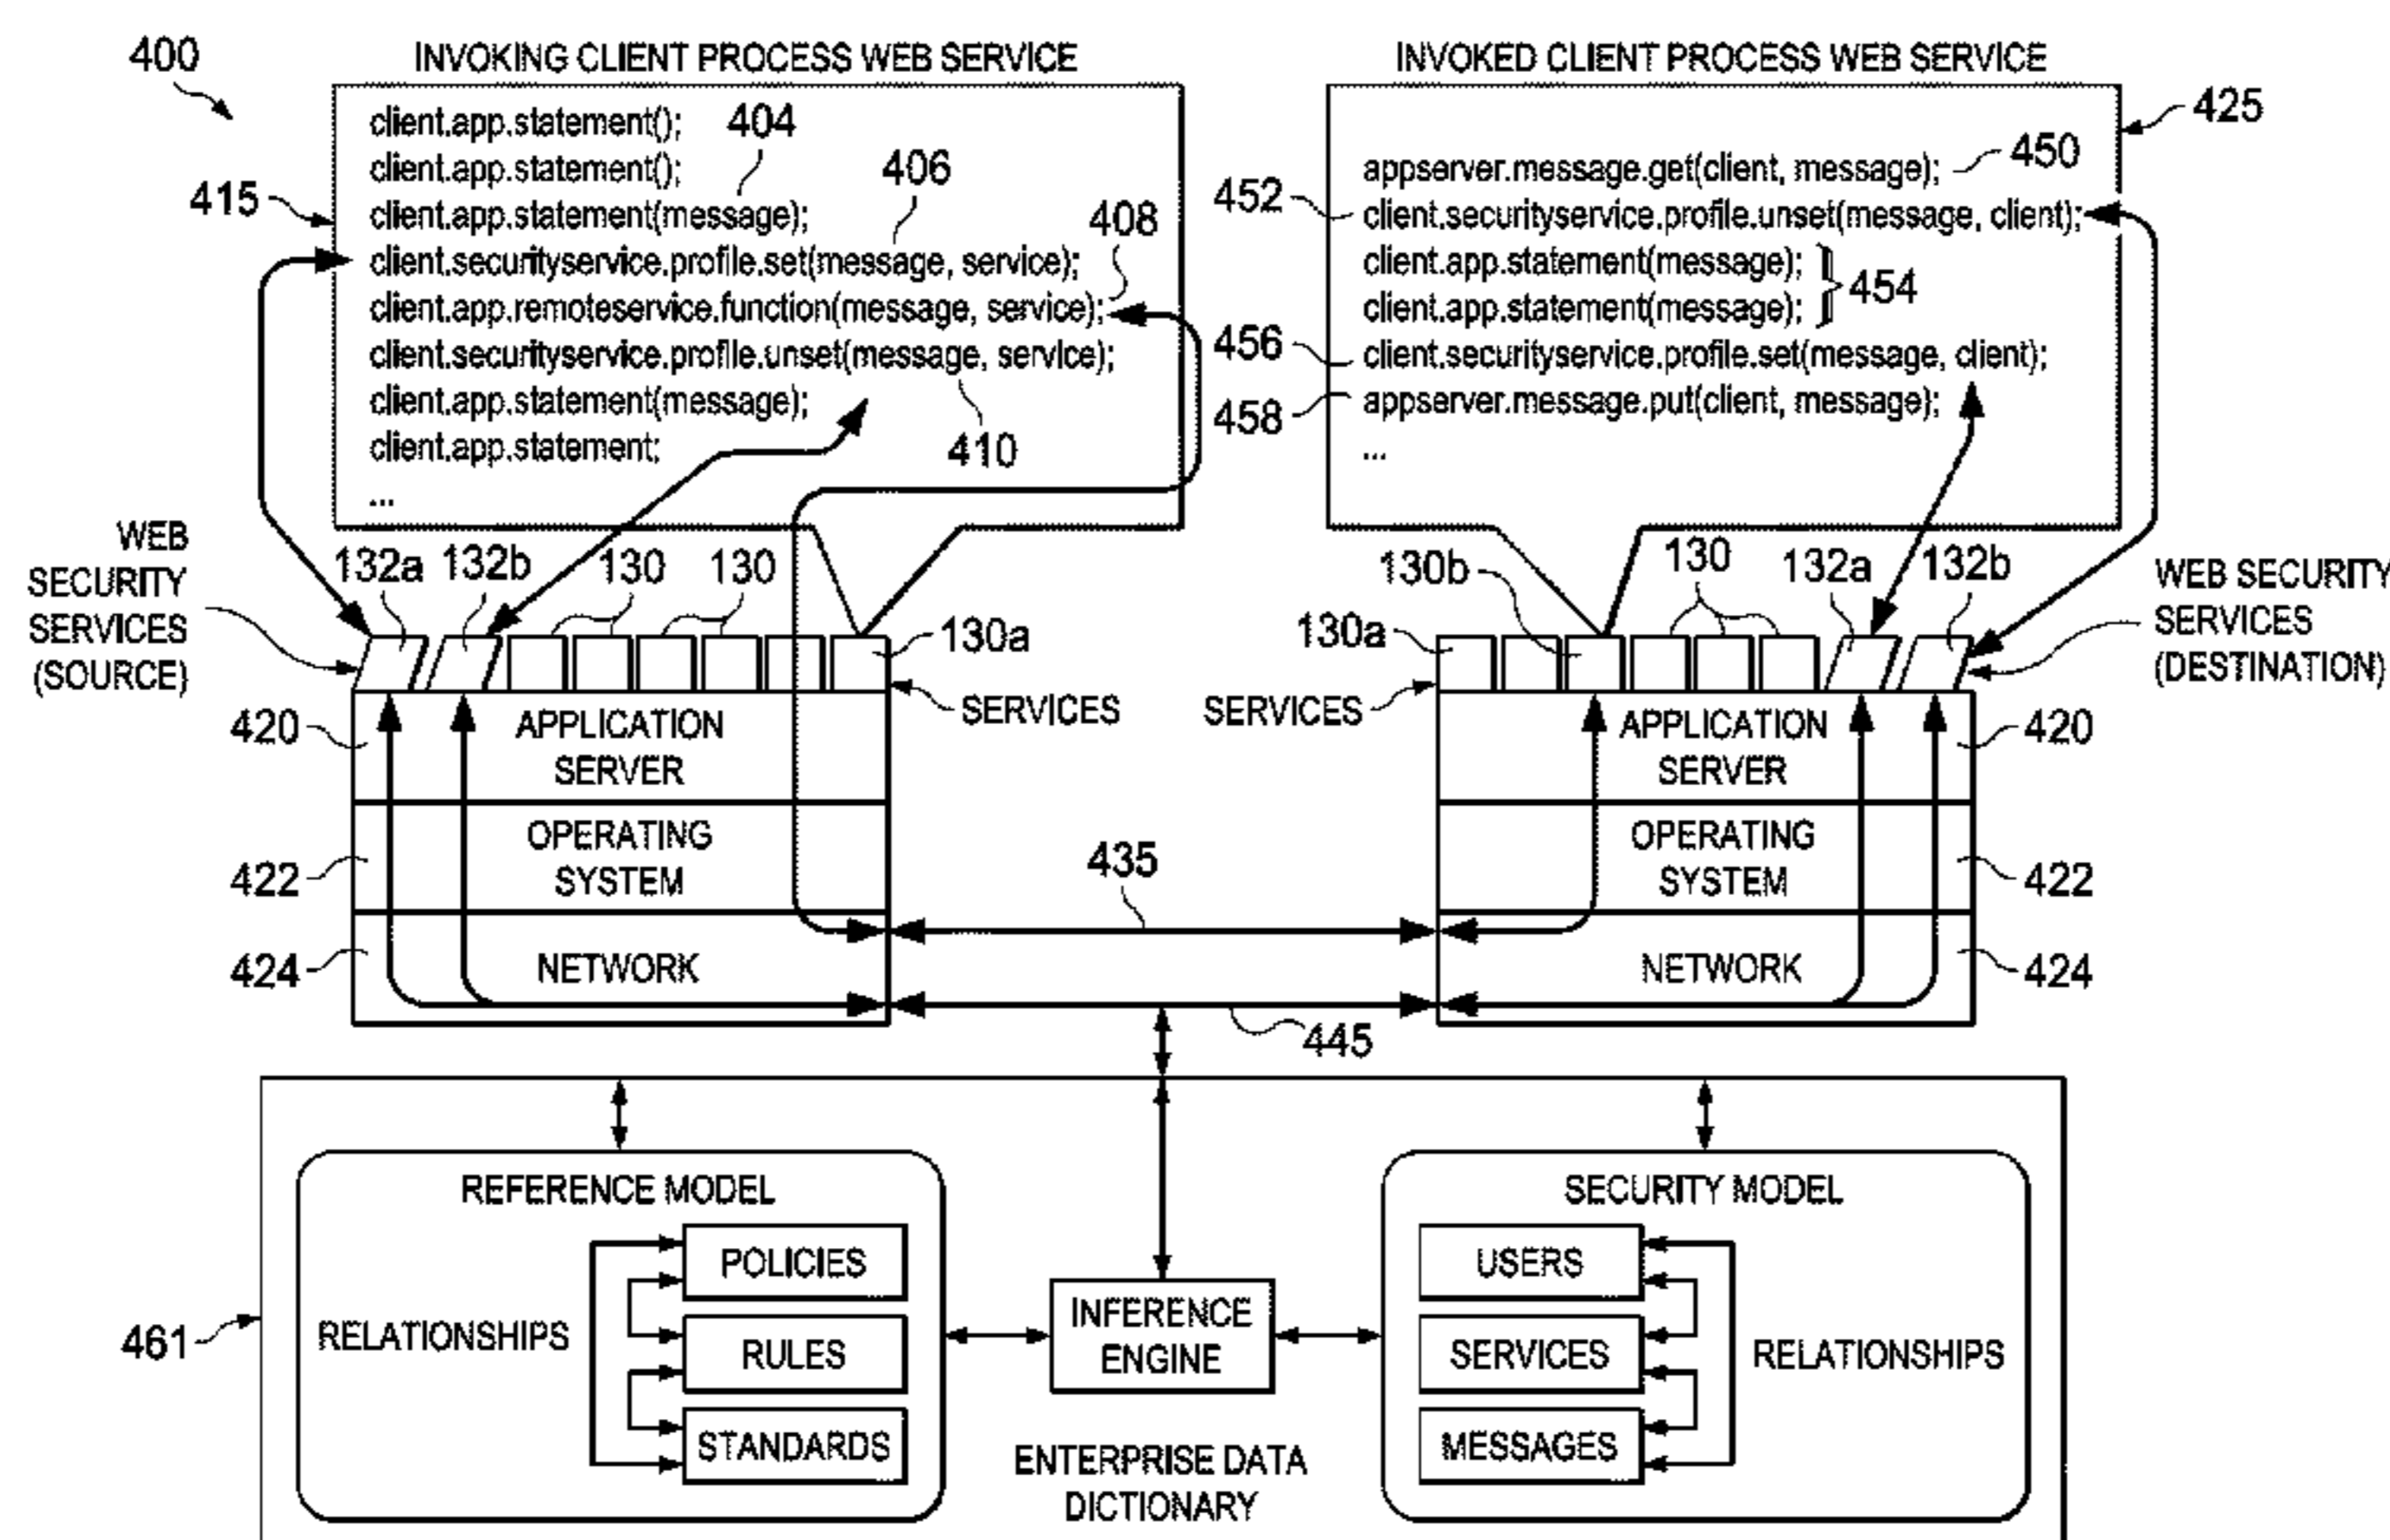 400
INVOKING CLIENT PROCESS WEB SERVICE
client.app.statement();
404
client.app.statement();
406
415
client.app.statement(message);
408
client.securityservice.profile.set(message, service);
client.app.remoteservice.function(message, service);
client.securityservice.profile.unset(message, service);
client.app.statement(message);
410
client.app.statement;
...
INVOKED CLIENT PROCESS WEB SERVICE
425
appserver.message.get(client, message);
450
452
client.securityservice.profile.unset(message, client);
client.app.statement(message);
454
client.app.statement(message);
456
client.securityservice.profile.set(message, client);
458
appserver.message.put(client, message);
...
WEB
SECURITY
SERVICES
(SOURCE)
132a
132b
130
130
130a
SERVICES
420
APPLICATION
SERVER
422
OPERATING
SYSTEM
424
NETWORK
435
445
130a
130b
130
132a
132b
WEB SECURITY
SERVICES
(DESTINATION)
SERVICES
APPLICATION
SERVER
420
OPERATING
SYSTEM
422
NETWORK
424
461
REFERENCE MODEL
RELATIONSHIPS
POLICIES
RULES
STANDARDS
INFERENCE
ENGINE
ENTERPRISE DATA
DICTIONARY
SECURITY MODEL
USERS
SERVICES
MESSAGES
RELATIONSHIPS